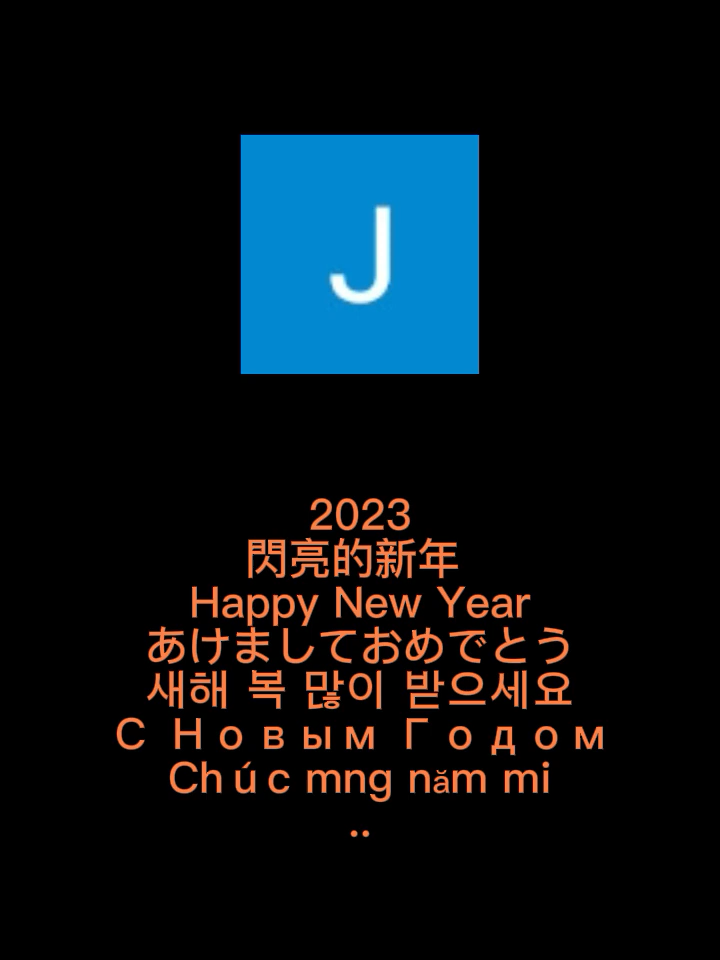 J
2023
閃亮的新年
Happy New Year
あけましておめでとう
새해 복 많이 받으세요
С Новым Годом
Chúc mng năm mi
..